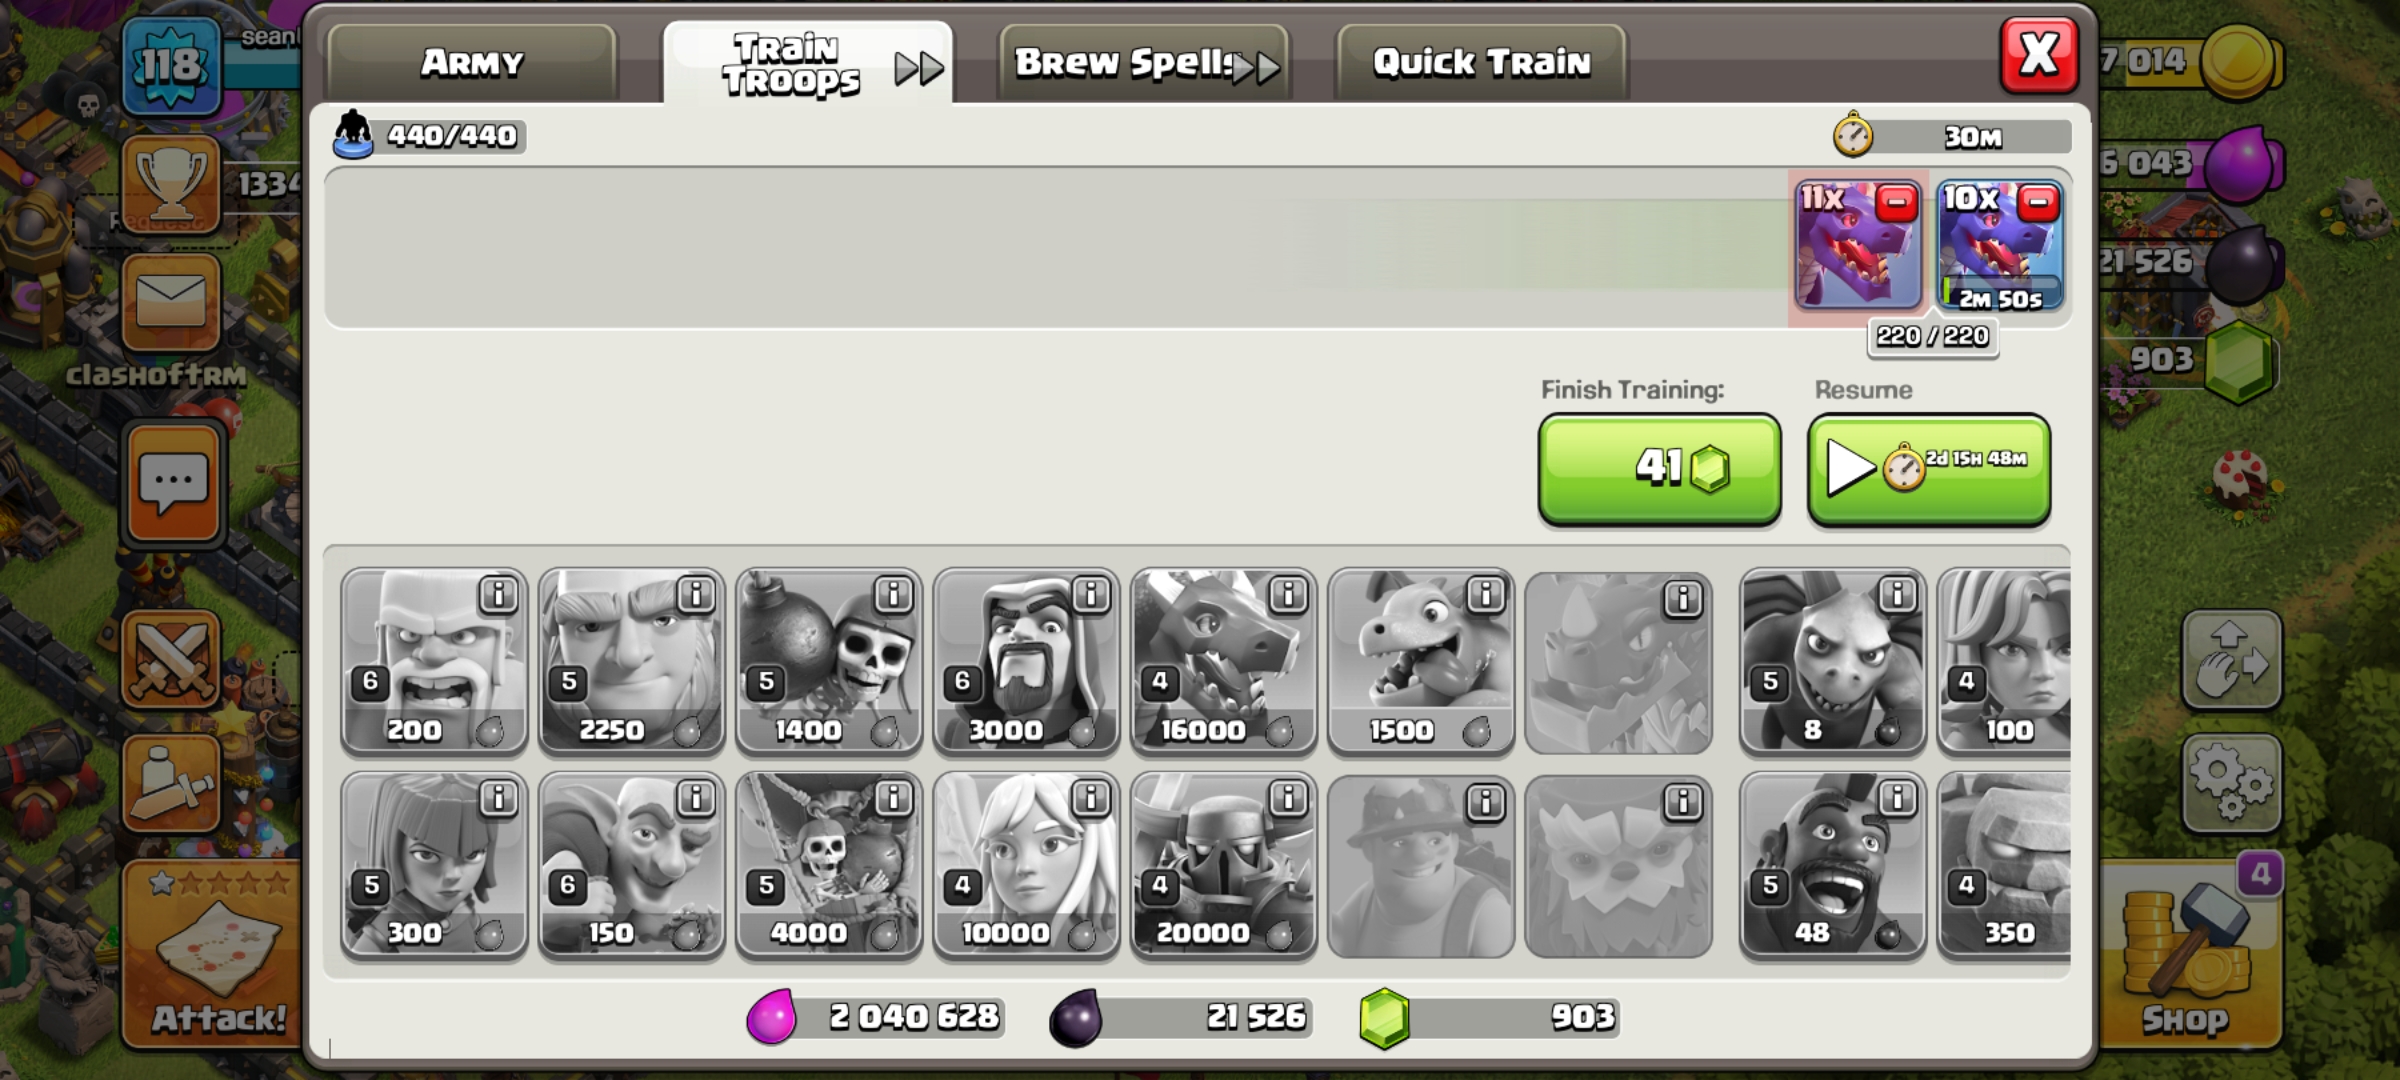 118
seanl
Army
Train
Troops
Brew Spells
Quick Train
X
7 014
440/440
30M
6 043
1334
Request
11x
10x
2M 50s
21 526
220 / 220
903
clashoftRM
Finish Training:
Resume
41
2d 15H 48M
6
200
5
2250
5
1400
6
3000
4
16000
1500
5
8
4
100
5
300
6
150
5
4000
4
10000
4
20000
5
48
4
350
4
Attack!
Shop
2 040 628
21 526
903